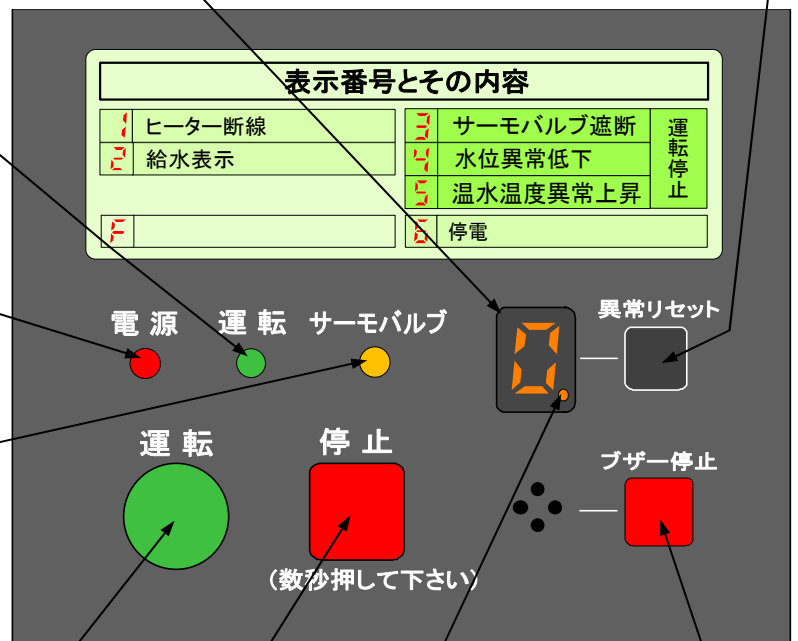 表示番号とその内容
1 ヒーター断線
2 給水表示
F
3 サーモバルブ遮断
4 水位異常低下
5 温水温度異常上昇
運転停止
6 停電
電源 運転 サーモバルブ
0.
異常リセット
運転 停止
ブザー停止
(数秒押して下さい)